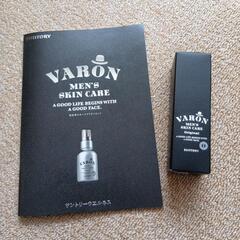 SUNTORY
VARON
MEN'S
SKIN CARE
A GOOD LIFE BEGINS WITH
A GOOD FACE.
サントリーウエルネス
VARON
MEN'S
SKIN CARE
Original
SUNTORY